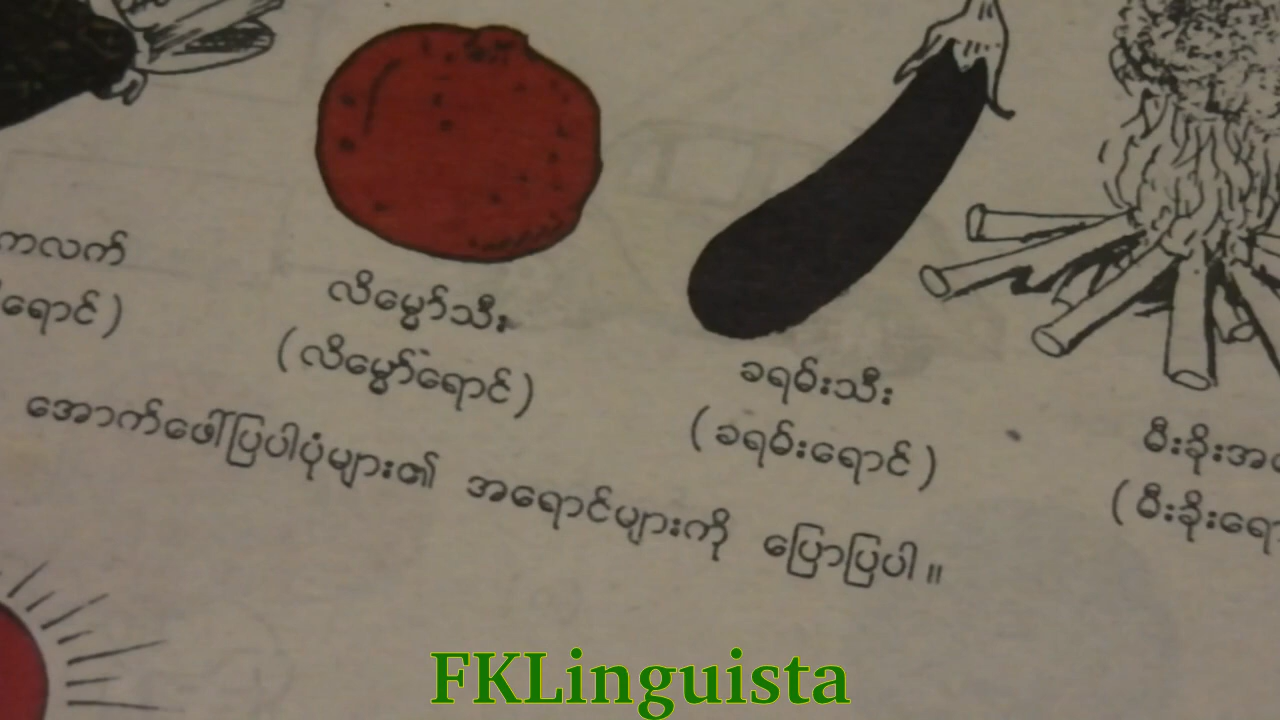 ကလက်
ရောင်)
လိမ္မော်သီး
(လိမ္မော်ရောင်)
ခရမ်းသီး
(ခရမ်းရောင်)
မီးခိုး
(မီးခိုးရော
အောက်ဖော်ပြပါပုံများ၏ အရောင်များကို ပြောပြပါ။
FKLinguista